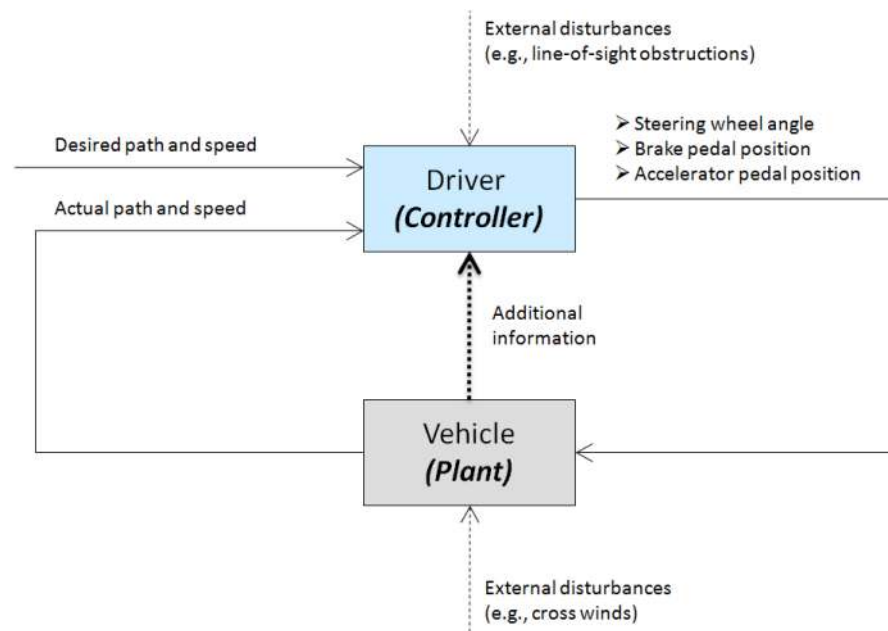 External disturbances
(e.g., line-of-sight obstructions)
Desired path and speed
➢ Steering wheel angle
➢ Brake pedal position
➢ Accelerator pedal position
Driver
(Controller)
Actual path and speed
Additional
information
Vehicle
(Plant)
External disturbances
(e.g., cross winds)